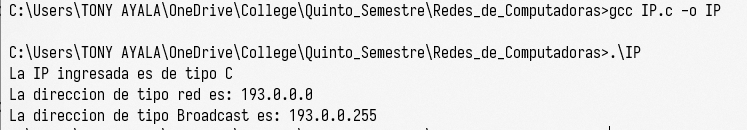 C:\Users\TONY AYALA\OneDrive\College\Quinto_Semestre\Redes_de_Computadoras>gcc IP.c -o IP
C:\Users\TONY AYALA\OneDrive\College\Quinto_Semestre\Redes_de_Computadoras>.\IP
La IP ingresada es de tipo C
La direccion de tipo red es: 193.0.0.0
La direccion de tipo Broadcast es: 193.0.0.255